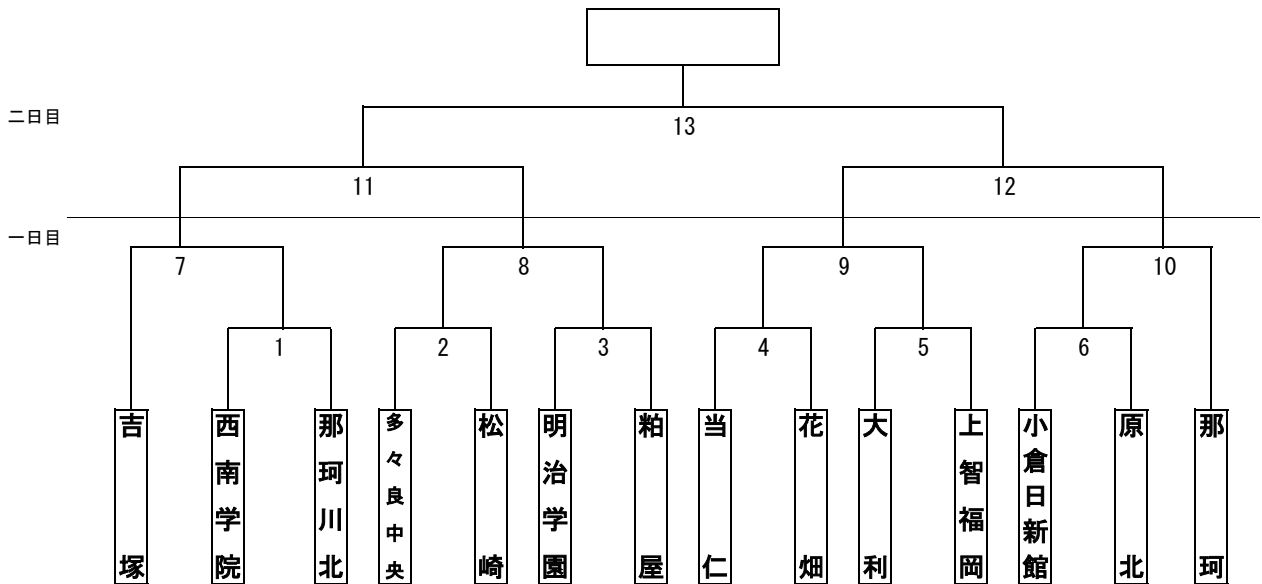 二日目
13
11
12
一日目
7
8
9
10
1
2
3
4
5
6
吉塚
西南学院
那珂川北
多々良中央
松崎
明治学園
粕屋
当仁
花畑
大利
上智福岡
小倉日新館
原北
那珂